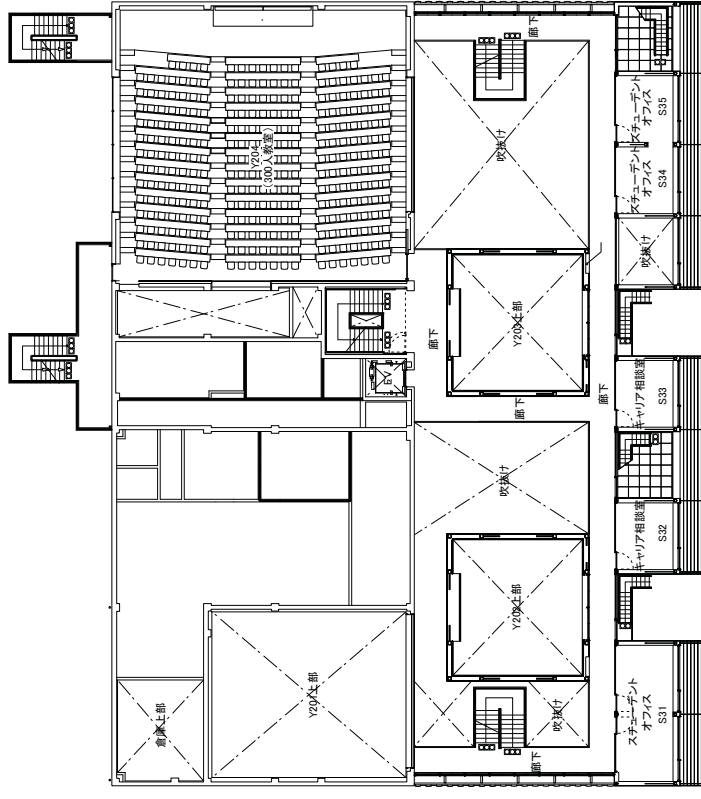 廊下
Y204
（300人教室）
吹抜け
スチューデント
オフィス
S35
スチューデント
オフィス
S34
吹抜け
Y203上部
廊下
EV
廊下
廊下
キャリア相談室
S33
吹抜け
キャリア相談室
S32
Y202上部
Y201上部
倉庫上部
吹抜け
スチューデント
オフィス
S31
廊下